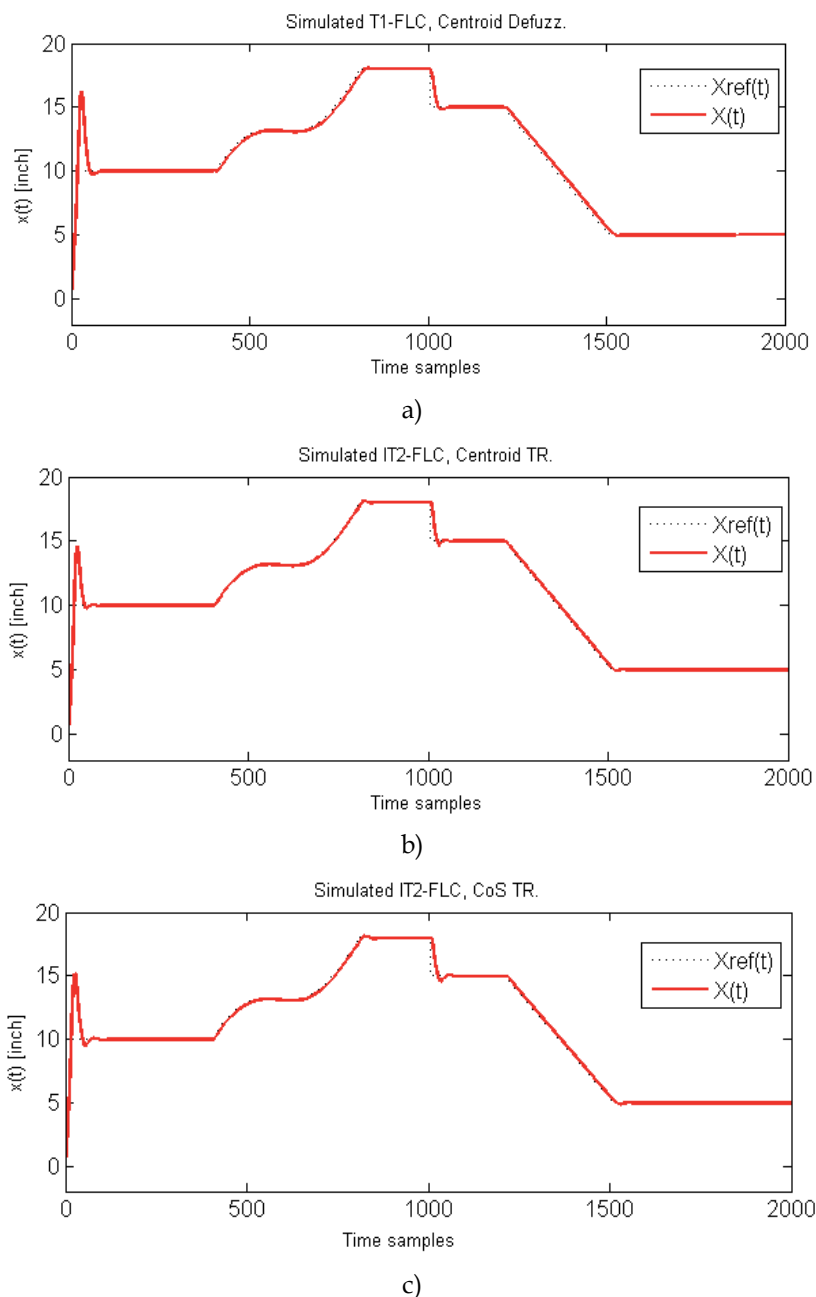 Simulated T1-FLC, Centroid Defuzz.
20
15
10
5
0
x(t) [inch]
Xref(t)
X(t)
0 500 1000 1500 2000
Time samples
a)
Simulated IT2-FLC, Centroid TR.
20
15
10
5
0
x(t) [inch]
Xref(t)
X(t)
0 500 1000 1500 2000
Time samples
b)
Simulated IT2-FLC, CoS TR.
20
15
10
5
0
x(t) [inch]
Xref(t)
X(t)
0 500 1000 1500 2000
Time samples
c)